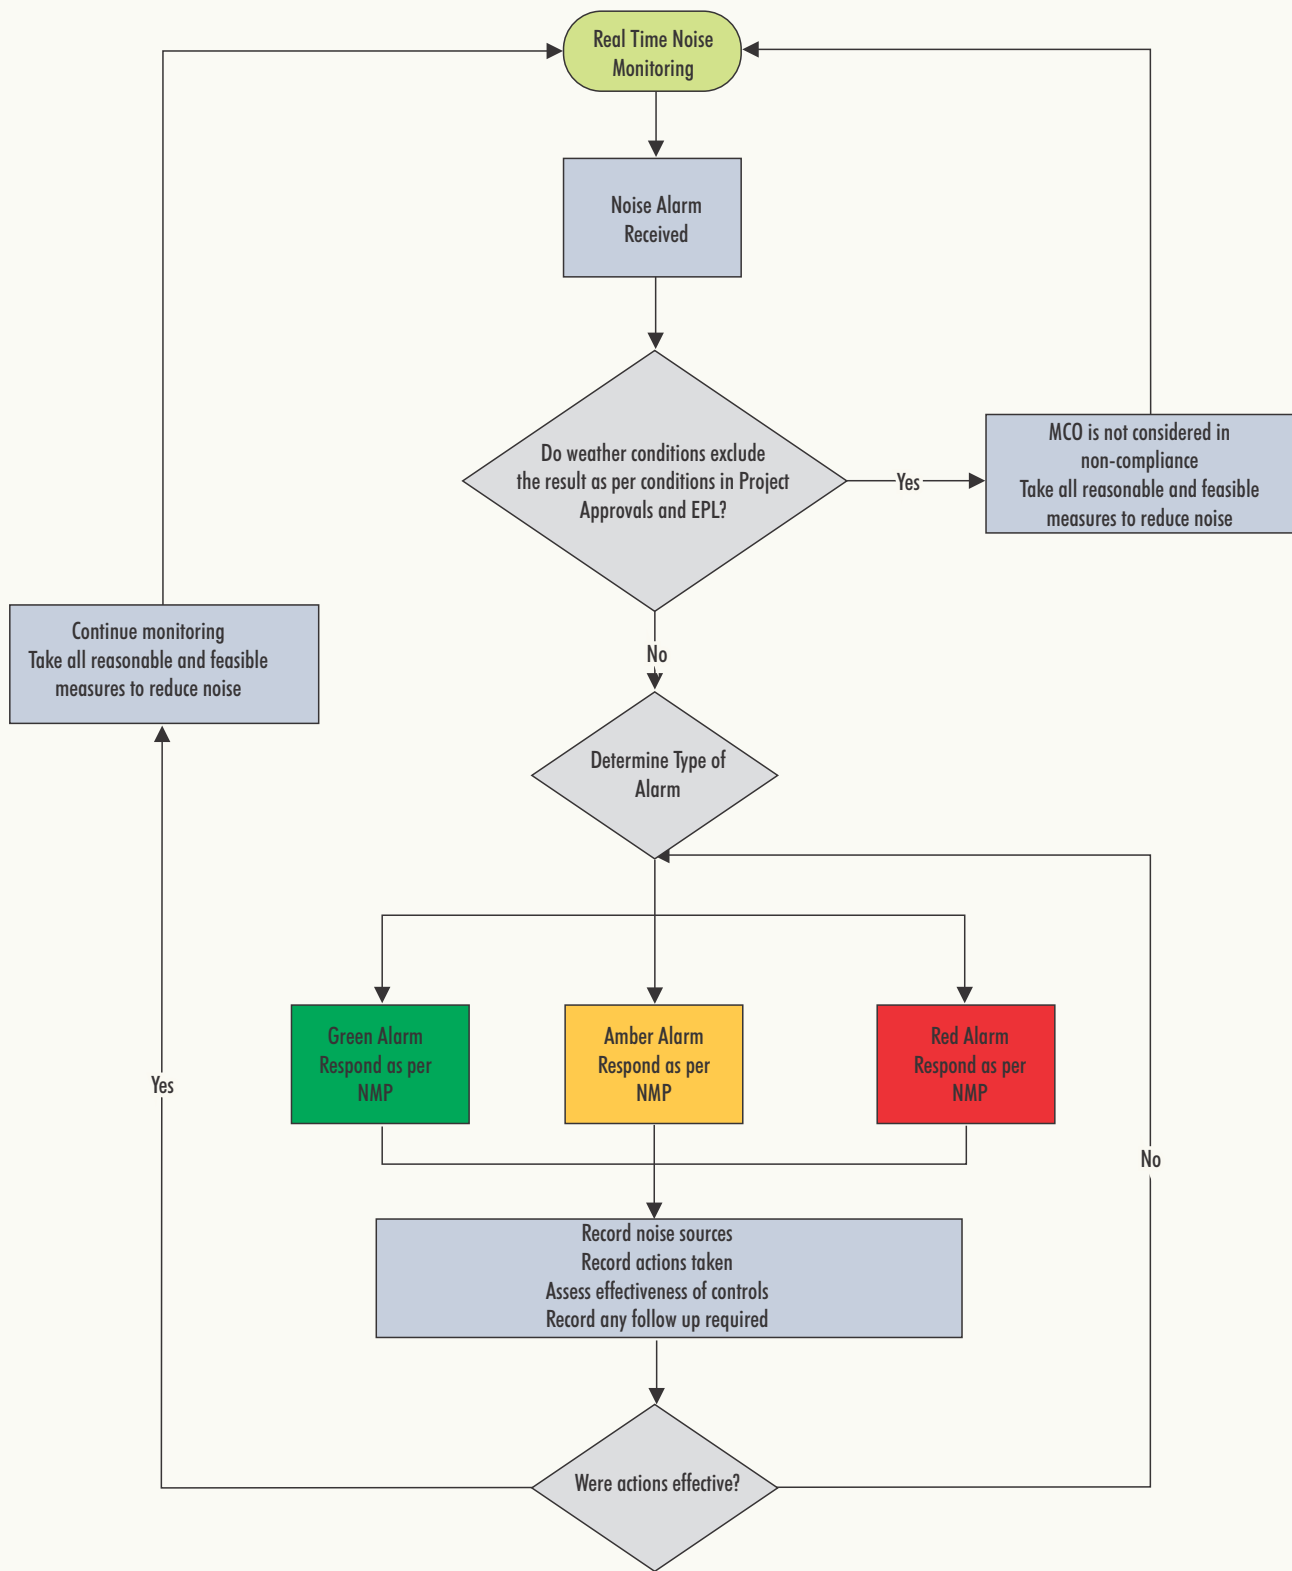 Real Time Noise
Monitoring
Noise Alarm
Received
Do weather conditions exclude
the result as per conditions in Project
Approvals and EPL?
Yes
MCO is not considered in
non-compliance
Take all reasonable and feasible
measures to reduce noise
No
Continue monitoring
Take all reasonable and feasible
measures to reduce noise
Determine Type of
Alarm
Green Alarm
Respond as per
NMP
Amber Alarm
Respond as per
NMP
Red Alarm
Respond as per
NMP
Yes
No
Record noise sources
Record actions taken
Assess effectiveness of controls
Record any follow up required
Were actions effective?